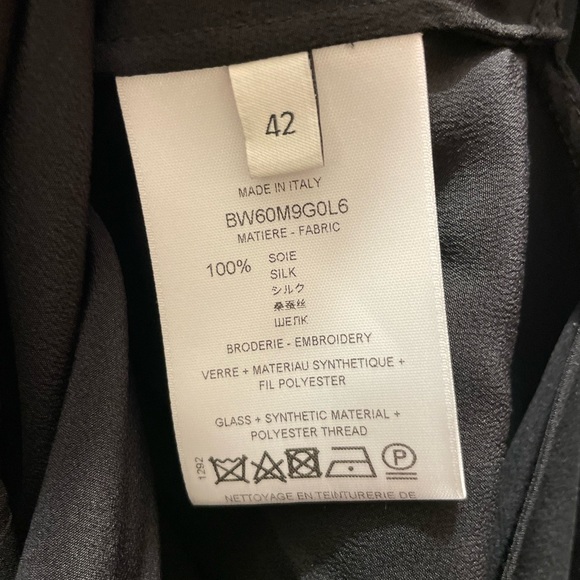 42
MADE IN ITALY
BW60M9G0L6
MATIERE - FABRIC
100% SOIE
SILK
シルク
桑蚕丝
ШЕЛК
BRODERIE - EMBROIDERY
VERRE + MATERIAU SYNTHETIQUE +
FIL POLYESTER
GLASS + SYNTHETIC MATERIAL +
POLYESTER THREAD
1292
P
NETTOYAGE EN TEINTURERIE DE